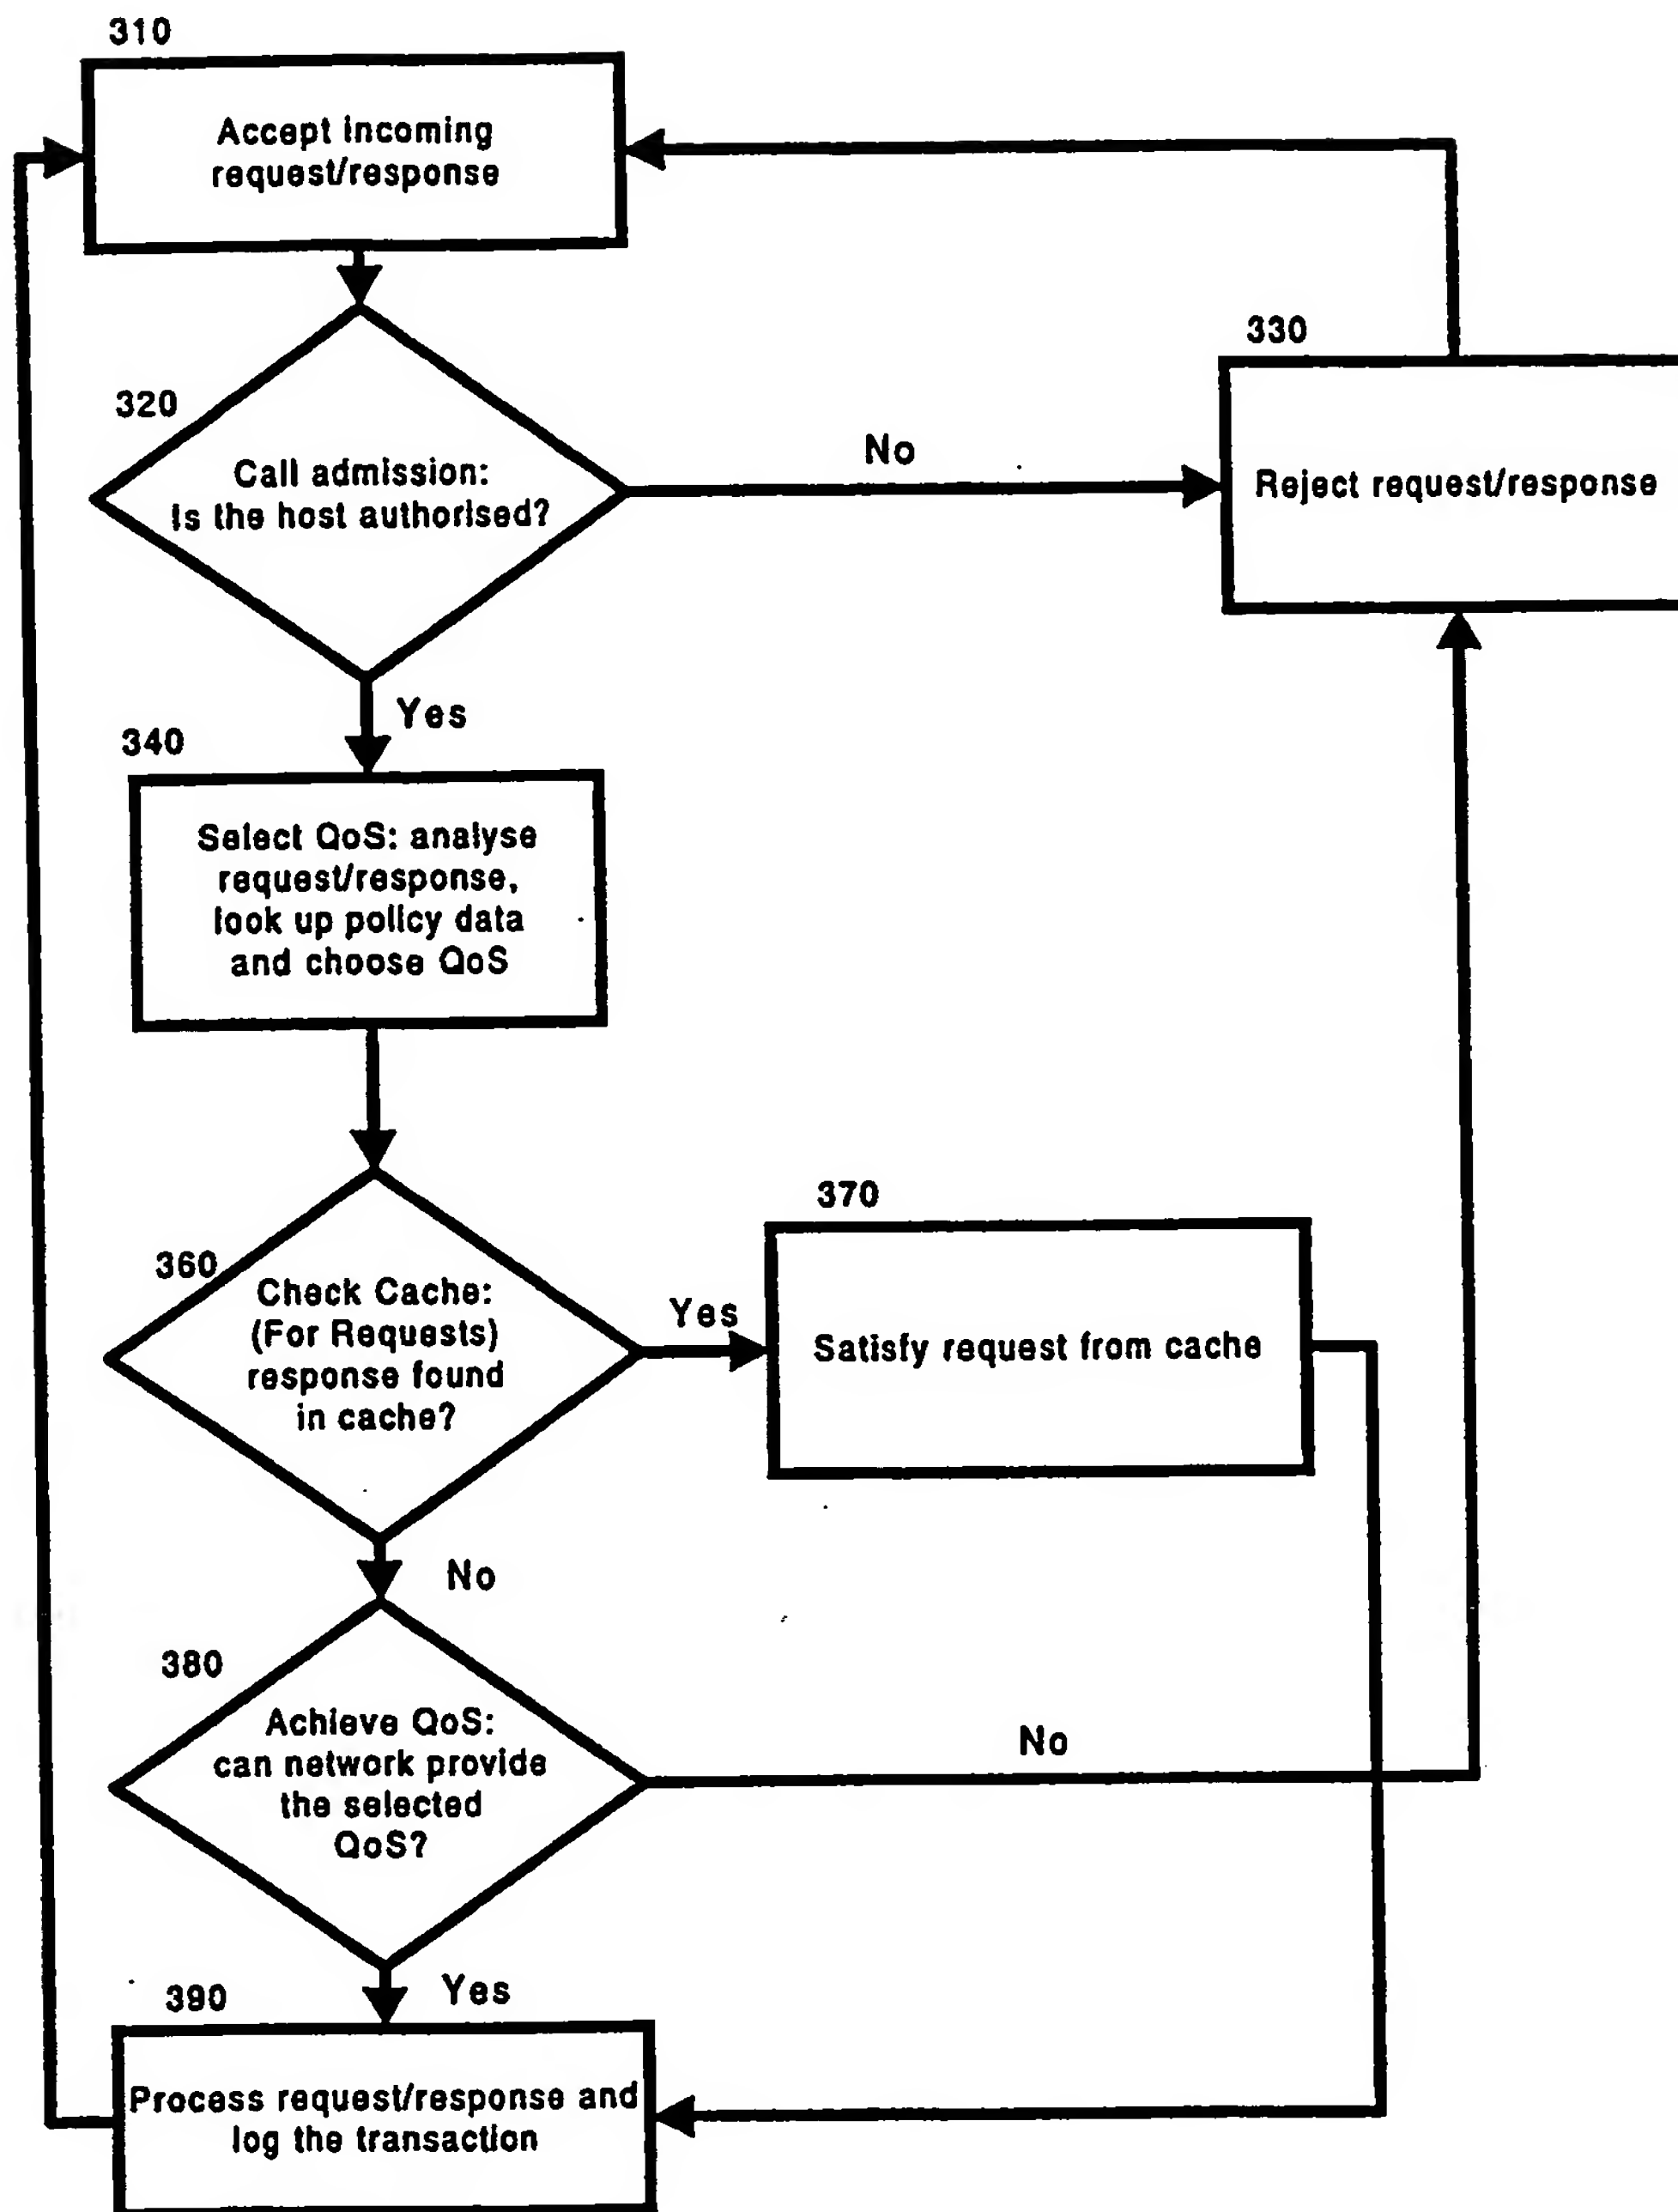 310
Accept incoming
request/response
320
Call admission:
Is the host authorised?
No
330
Reject request/response
Yes
340
Select QoS: analyse
request/response,
look up policy data
and choose QoS
360
Check Cache:
(For Requests)
response found
in cache?
Yes
370
Satisfy request from cache
No
380
Achieve QoS:
can network provide
the selected
QoS?
No
Yes
390
Process request/response and
log the transaction